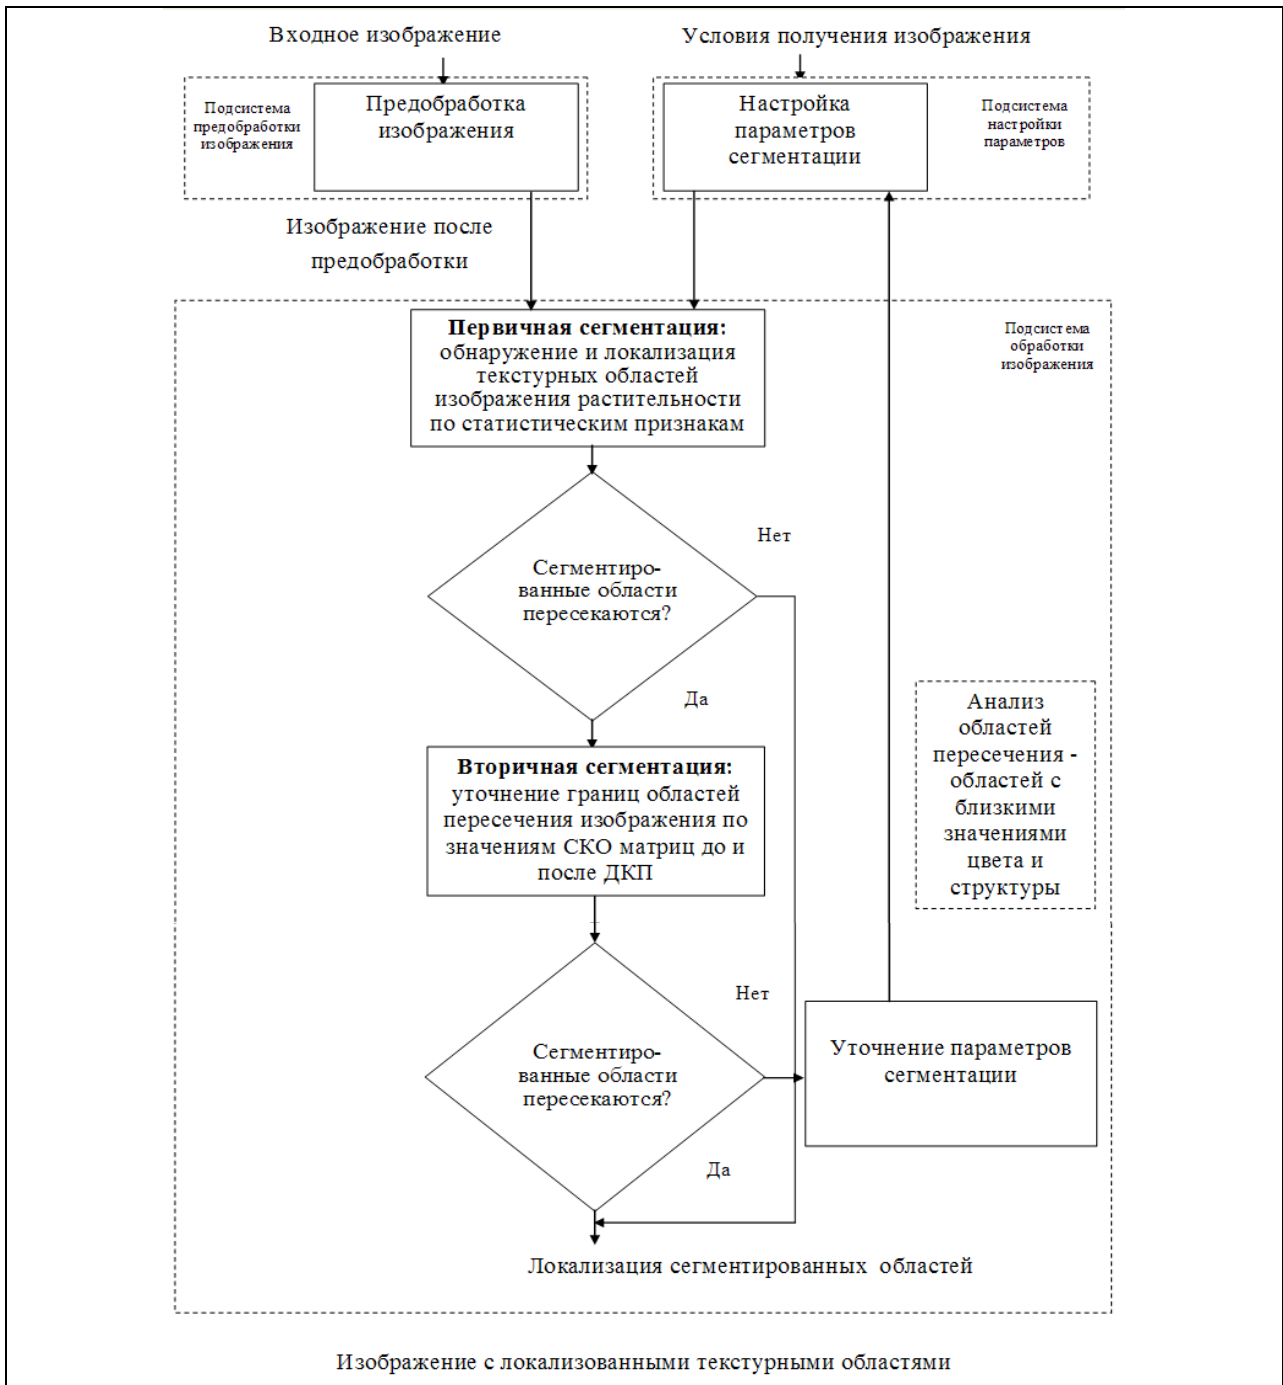 Входное изображение
Условия получения изображения
Подсистема
предобработки
изображения
Предобработка
изображения
Настройка
параметров
сегментации
Подсистема
настройки
параметров
Изображение после
предобработки
Первичная сегментация:
обнаружение и локализация
текстурных областей
изображения растительности
по статистическим признакам
Подсистема
обработки
изображения
Нет
Сегментиро-
ванные области
пересекаются?
Да
Вторичная сегментация:
уточнение границ областей
пересечения изображения по
значениям СКО матриц до и
после ДКП
Анализ
областей
пересечения -
областей с
близкими
значениями
цвета и
структуры
Нет
Сегментиро-
ванные области
пересекаются?
Уточнение параметров
сегментации
Да
Локализация сегментированных областей
Изображение с локализованными текстурными областями